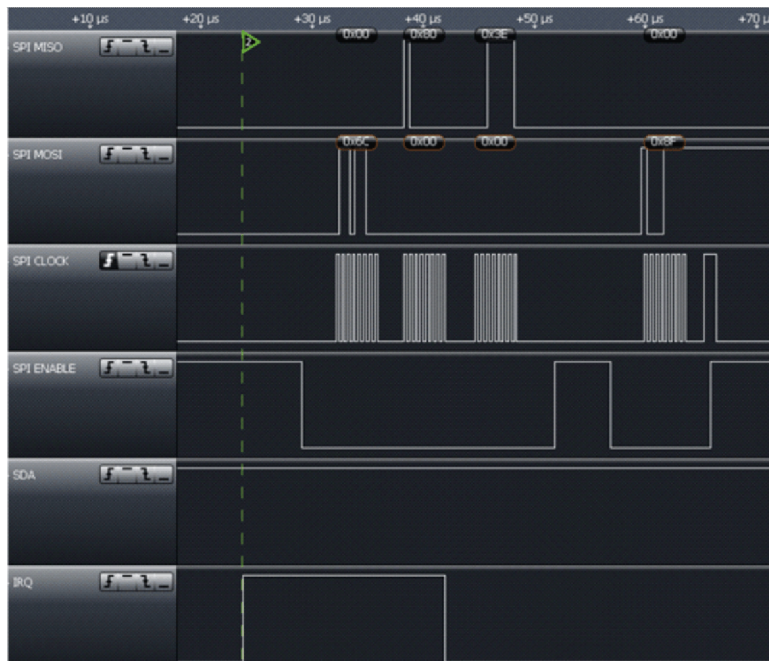 +10 µs +20 µs +30 µs +40 µs +50 µs +60 µs +70 µs
2
SPI MISO 0x00 0x80 0x3E 0x00
SPI MOSI 0x6C 0x00 0x00 0x8F
SPI CLOCK
SPI ENABLE
SDA
IRQ